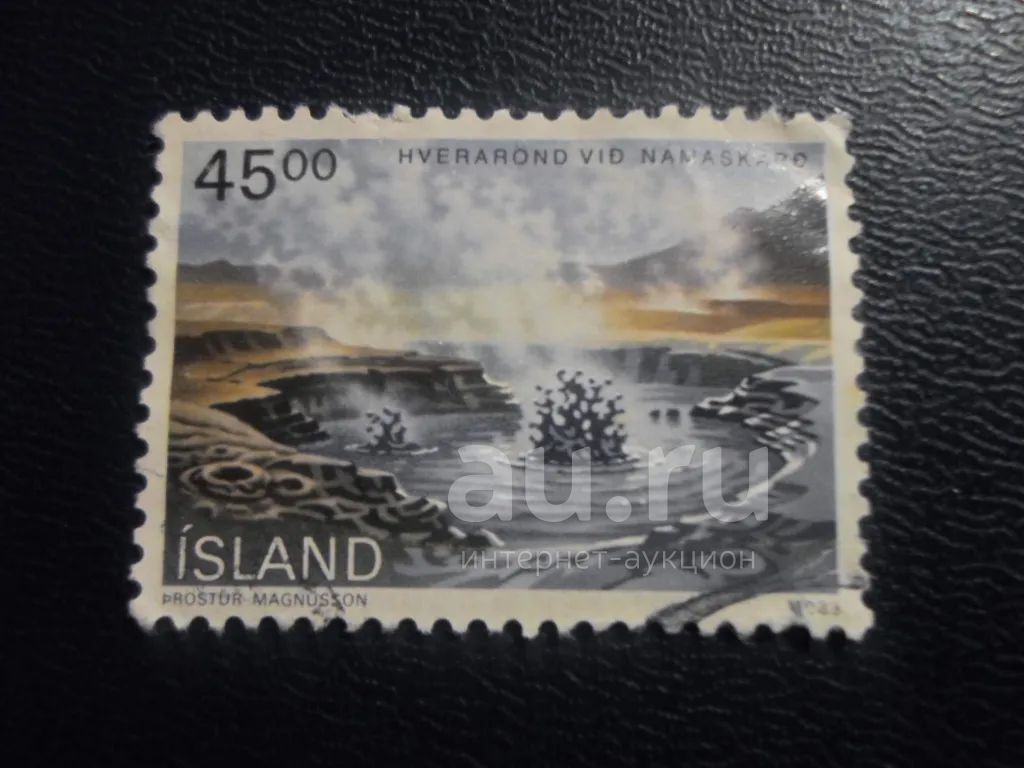 45⁰⁰
HVERARÖND VIÐ NÁMASKARÐ
au.ru
интернет-аукцион
ÍSLAND
ÞRÖSTUR MAGNÚSSON